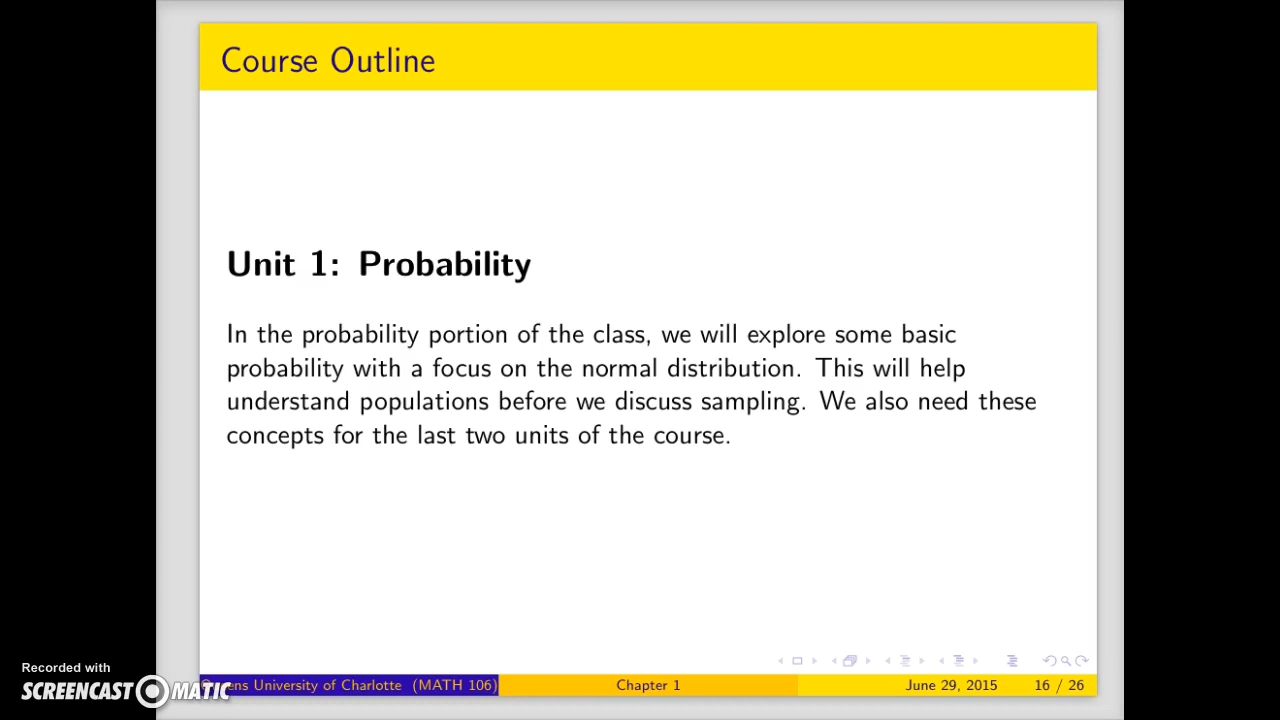 Course Outline
Unit 1: Probability
In the probability portion of the class, we will explore some basic
probability with a focus on the normal distribution. This will help
understand populations before we discuss sampling. We also need these
concepts for the last two units of the course.
Recorded with
SCREENCAST MATIC
University of Charlotte (MATH 106)
Chapter 1
June 29, 2015
16 / 26